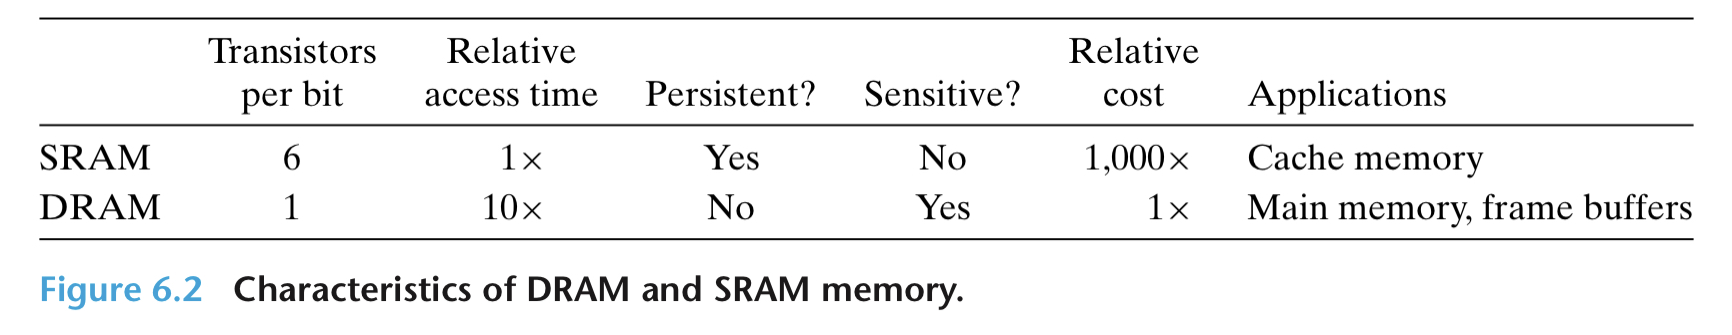 Transistors Relative Relative
per bit access time Persistent? Sensitive? cost Applications
SRAM 6 1× Yes No 1,000× Cache memory
DRAM 1 10× No Yes 1× Main memory, frame buffers
Figure 6.2 Characteristics of DRAM and SRAM memory.